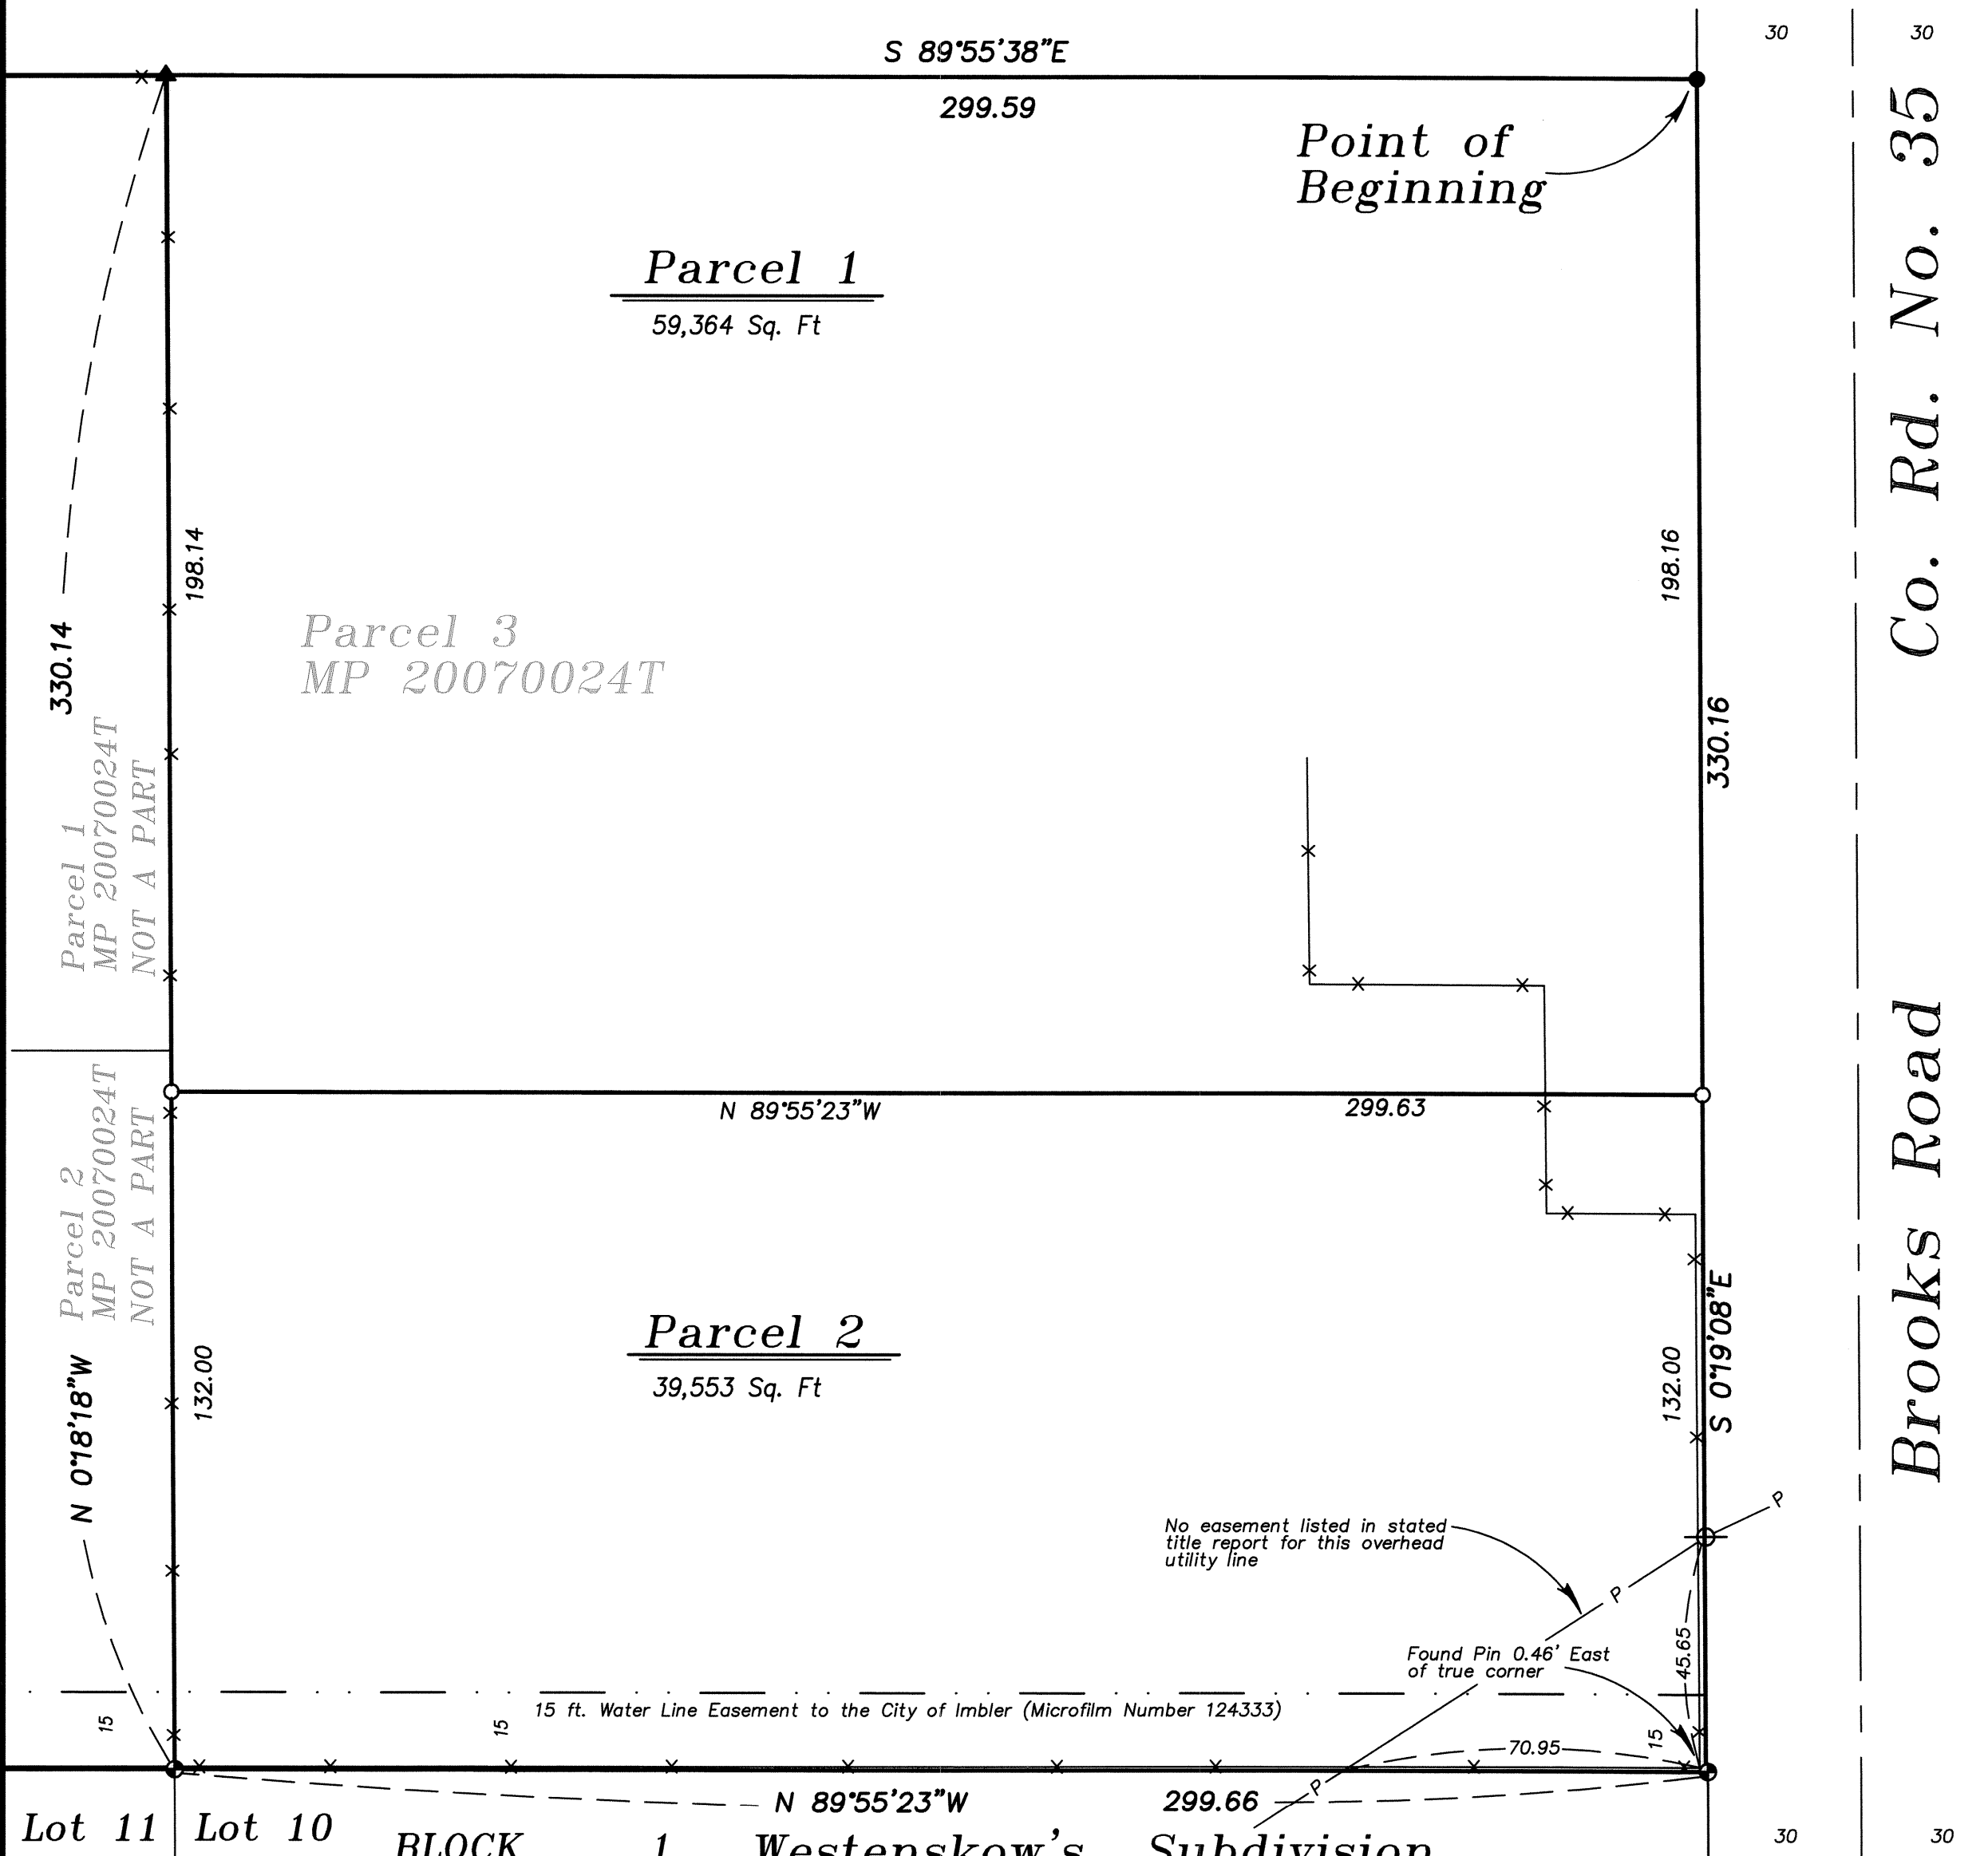 S 89°55'38"E
299.59
30
30
Point of
Beginning
Parcel 1
59,364 Sq. Ft
198.14
198.16
330.14
330.16
Parcel 3
MP 20070024T
Parcel 1
MP 20070024T
NOT A PART
Co. Rd. No. 35
Brooks Road
N 89°55'23"W
299.63
Parcel 2
MP 20070024T
NOT A PART
Parcel 2
39,553 Sq. Ft
132.00
132.00
N 0°18'18"W
S 0°19'08"E
No easement listed in stated
title report for this overhead
utility line
P
P
P
Found Pin 0.46' East
of true corner
45.65
15 ft. Water Line Easement to the City of Imbler (Microfilm Number 124333)
15
15
15
70.95
N 89°55'23"W
299.66
Lot 11
Lot 10
BLOCK 1 Westenskow's Subdivision
30
30